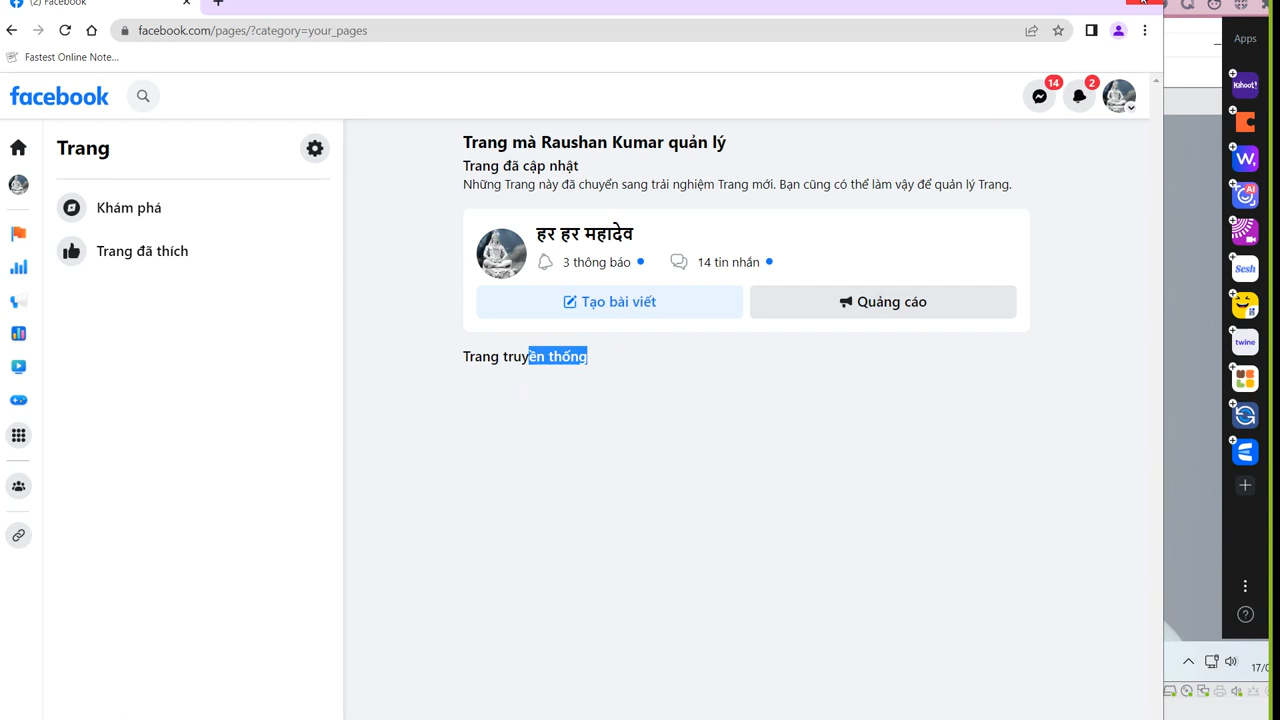 (2) Facebook
facebook.com/pages/?category=your_pages
Fastest Online Note...
facebook
14
2
Apps
Trang
Khám phá
Trang đã thích
Trang mà Raushan Kumar quản lý
Trang đã cập nhật
Những Trang này đã chuyển sang trải nghiệm Trang mới. Bạn cũng có thể làm vậy để quản lý Trang.
हर हर महादेव
3 thông báo
14 tin nhắn
Tạo bài viết
Quảng cáo
Trang truyền thống
Kahoot!
W,
AI
Sesh
twine
17/0